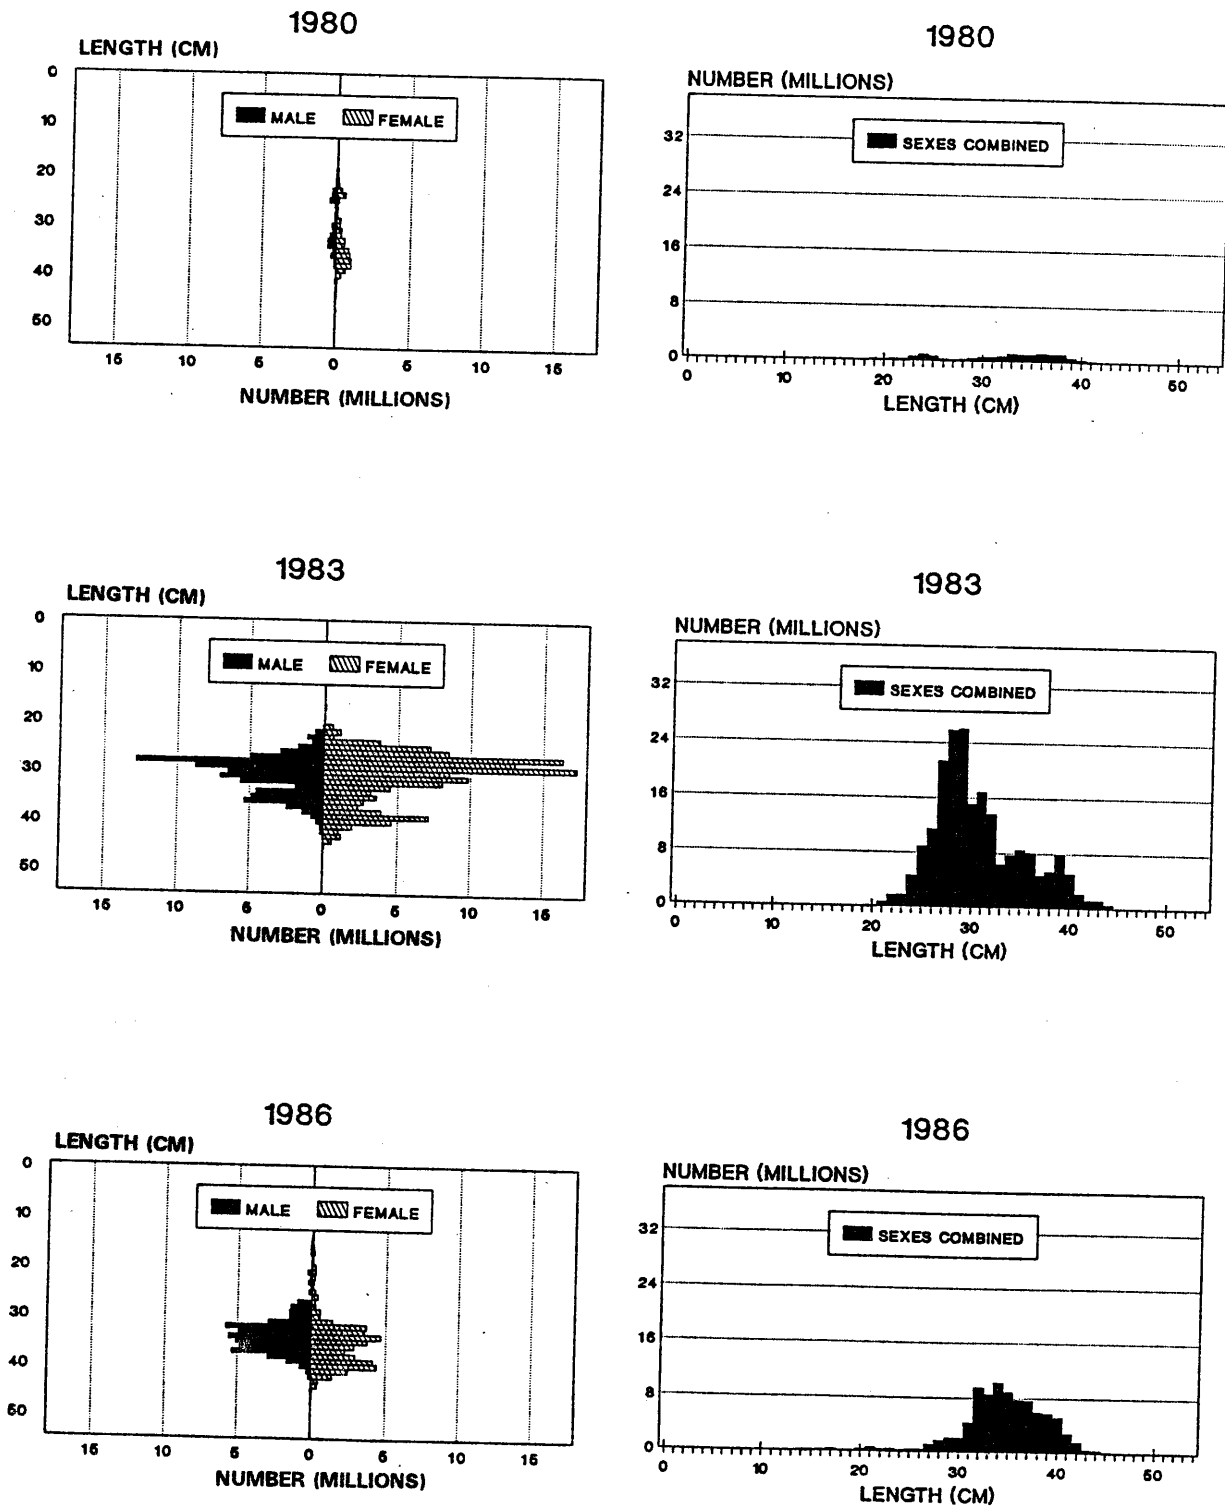 1980
LENGTH (CM)
0
10
20
30
40
50
MALE FEMALE
15 10 5 0 5 10 15
NUMBER (MILLIONS)
1980
NUMBER (MILLIONS)
32
24
16
8
0
SEXES COMBINED
0 10 20 30 40 50
LENGTH (CM)
1983
LENGTH (CM)
0
10
20
30
40
50
MALE FEMALE
15 10 5 0 5 10 15
NUMBER (MILLIONS)
1983
NUMBER (MILLIONS)
32
24
16
8
0
SEXES COMBINED
0 10 20 30 40 50
LENGTH (CM)
1986
LENGTH (CM)
0
10
20
30
40
50
MALE FEMALE
15 10 5 0 5 10 15
NUMBER (MILLIONS)
1986
NUMBER (MILLIONS)
32
24
16
8
0
SEXES COMBINED
0 10 20 30 40 50
LENGTH (CM)